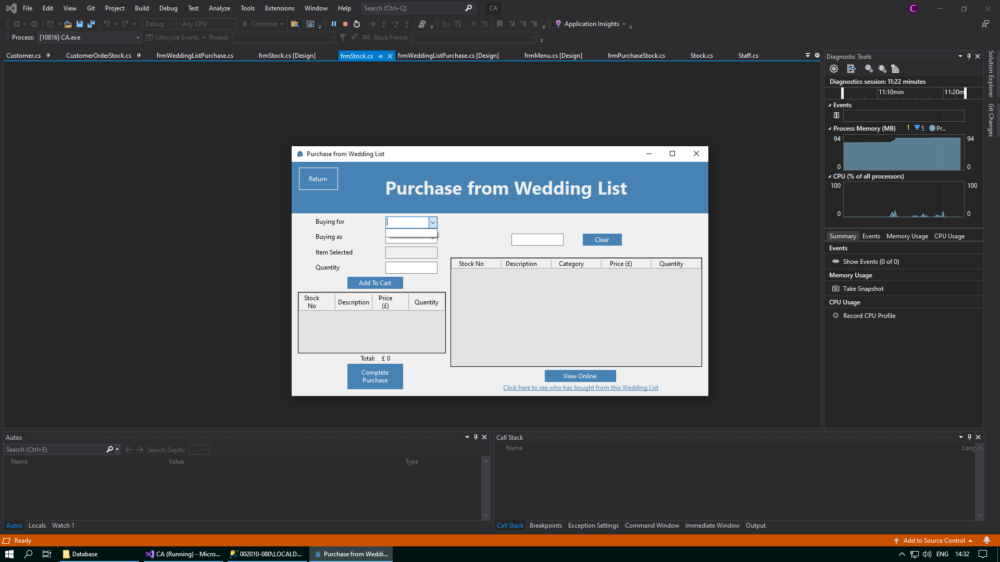 File Edit View Git Project Build Debug Test Analyze Tools Extensions Window Help Search (Ctrl+Q) CA C
Debug Any CPU Continue Application Insights
Process: [10816] CA.exe Lifecycle Events Thread: Stack Frame:
Customer.cs CustomerOrderStock.cs frmWeddingListPurchase.cs frmStock.cs [Design] frmStock.cs frmWeddingListPurchase.cs [Design] frmMenu.cs [Design] frmPurchaseStock.cs Stock.cs Staff.cs
Diagnostic Tools
Diagnostics session: 11:22 minutes
11:10min 11:20m
Events
Process Memory (MB) S Pr...
94 94
0 0
CPU (% of all processors)
100 100
0 0
Summary Events Memory Usage CPU Usage
Events
Show Events (0 of 0)
Memory Usage
Take Snapshot
CPU Usage
Record CPU Profile
Solution Explorer
Git Changes
Purchase from Wedding List
Return
Purchase from Wedding List
Buying for
Buying as
Item Selected
Quantity
Add To Cart
Clear
Stock No Description Price (£) Quantity
Total: £ 0
Complete Purchase
Stock No Description Category Price (£) Quantity
View Online
Click here to see who has bought from this Wedding List
Autos
Search (Ctrl+E) Search Depth:
Name Value Type
Autos Locals Watch 1
Call Stack
Name Lang
Call Stack Breakpoints Exception Settings Command Window Immediate Window Output
Ready Add to Source Control
Database CA (Running) - Micro... 002010-080\LOCALD... Purchase from Weddi... ENG 14:32